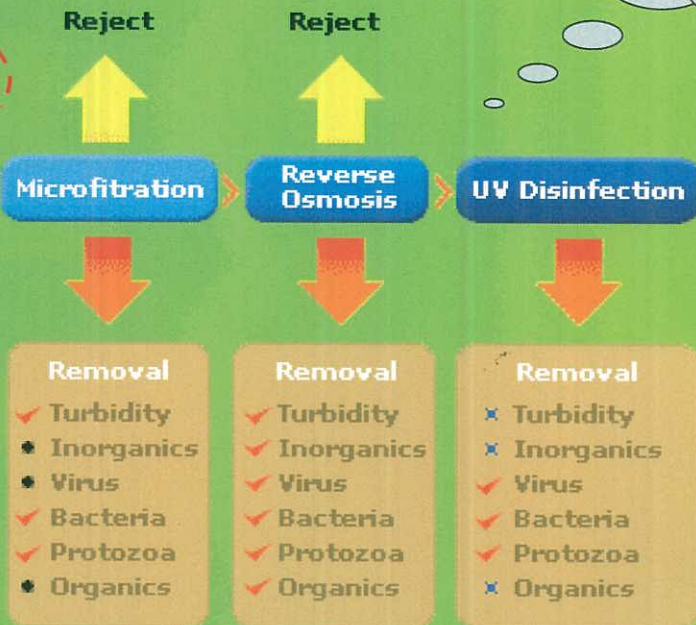 Reject
Reject
Microfitration
Reverse
Osmosis
UV Disinfection
Removal
Turbidity
Inorganics
Virus
Bacteria
Protozoa
Organics
Removal
Turbidity
Inorganics
Virus
Bacteria
Protozoa
Organics
Removal
Turbidity
Inorganics
Virus
Bacteria
Protozoa
Organics